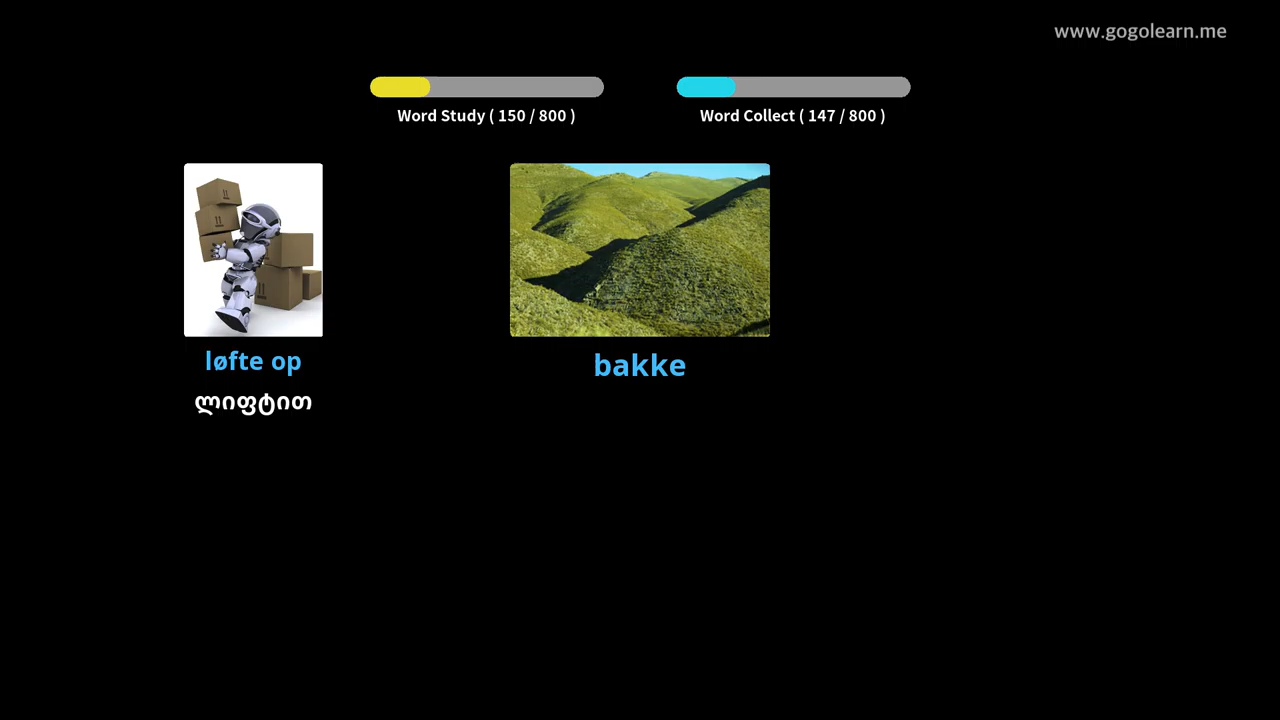 www.gogolearn.me
Word Study ( 150 / 800 )
Word Collect ( 147 / 800 )
løfte op
ლიფტით
bakke